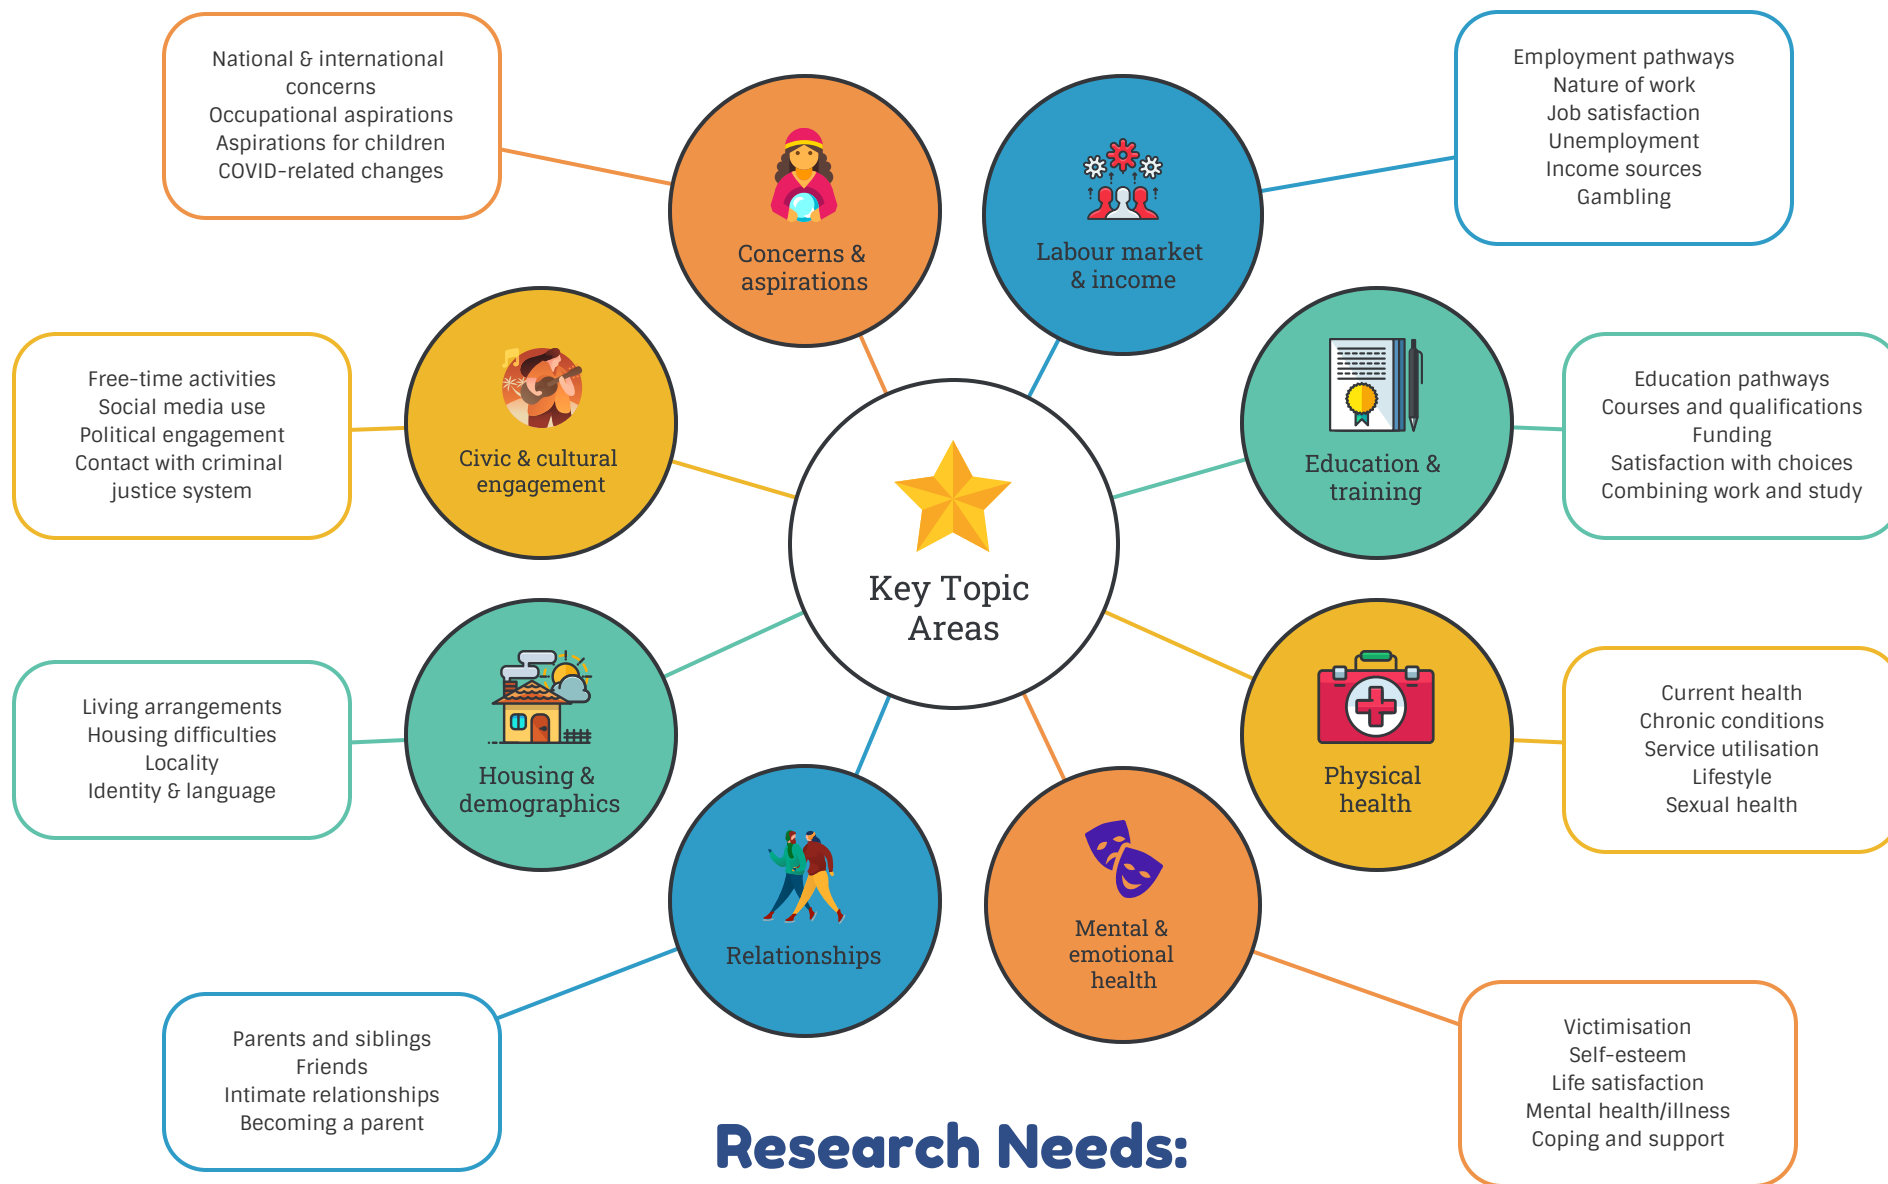 National & international
concerns
Occupational aspirations
Aspirations for children
COVID-related changes
Concerns &
aspirations
Labour market
& income
Employment pathways
Nature of work
Job satisfaction
Unemployment
Income sources
Gambling
Free-time activities
Social media use
Political engagement
Contact with criminal
justice system
Civic & cultural
engagement
Key Topic
Areas
Education &
training
Education pathways
Courses and qualifications
Funding
Satisfaction with choices
Combining work and study
Living arrangements
Housing difficulties
Locality
Identity & language
Housing &
demographics
Physical
health
Current health
Chronic conditions
Service utilisation
Lifestyle
Sexual health
Relationships
Mental &
emotional
health
Parents and siblings
Friends
Intimate relationships
Becoming a parent
Victimisation
Self-esteem
Life satisfaction
Mental health/illness
Coping and support
Research Needs: